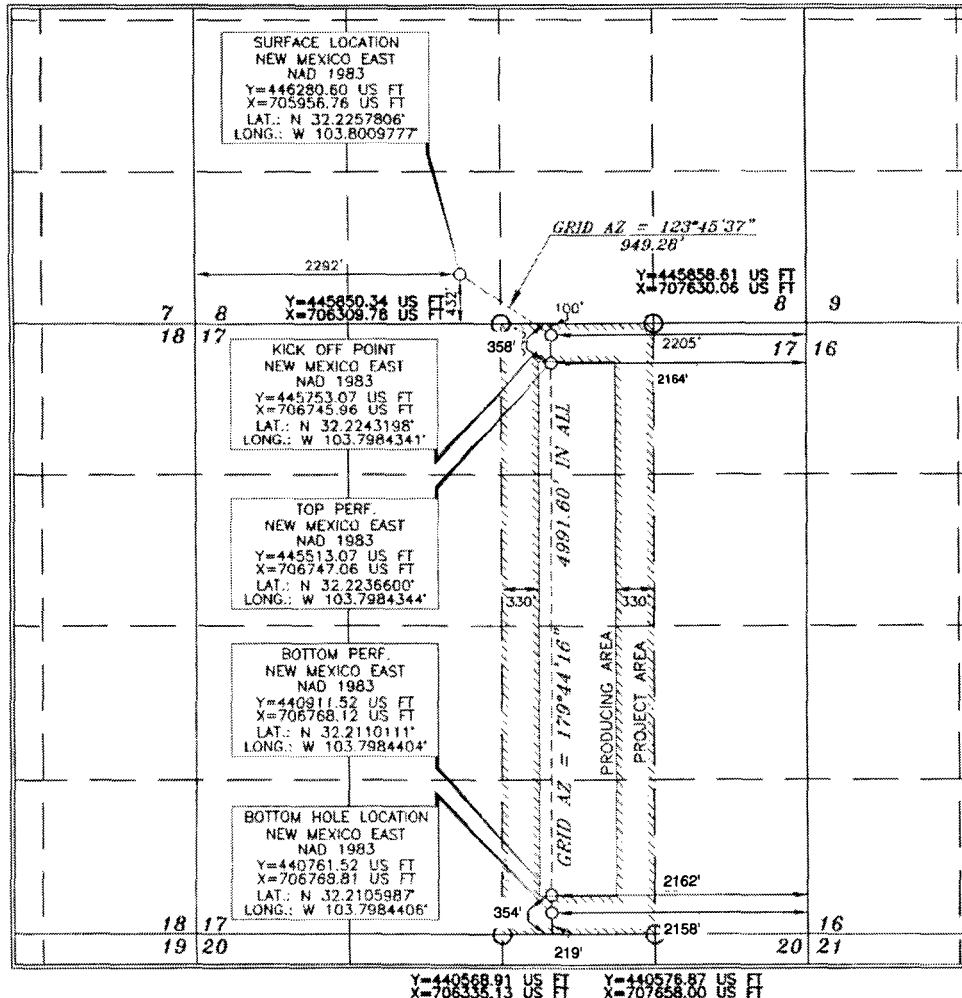 SURFACE LOCATION
NEW MEXICO EAST
NAD 1983
Y=446280.60 US FT
X=705956.76 US FT
LAT.: N 32.2257806°
LONG.: W 103.8009777°
GRID AZ = 123°45'37"
949.28'
2292'
432'
Y=445850.34 US FT
X=706309.78 US FT
Y=445858.61 US FT
X=707630.06 US FT
7 8
8 9
18 17
17 16
100'
2205'
358'
2164'
KICK OFF POINT
NEW MEXICO EAST
NAD 1983
Y=445753.07 US FT
X=706745.96 US FT
LAT.: N 32.2243198°
LONG.: W 103.7984341°
TOP PERF.
NEW MEXICO EAST
NAD 1983
Y=445513.07 US FT
X=706747.06 US FT
LAT.: N 32.2236600°
LONG.: W 103.7984344°
GRID AZ = 179°44'16" 4991.60' IN ALL
330'
330'
PRODUCING AREA
PROJECT AREA
BOTTOM PERF.
NEW MEXICO EAST
NAD 1983
Y=440911.52 US FT
X=706768.12 US FT
LAT.: N 32.2110111°
LONG.: W 103.7984404°
BOTTOM HOLE LOCATION
NEW MEXICO EAST
NAD 1983
Y=440761.52 US FT
X=706768.81 US FT
LAT.: N 32.2105987°
LONG.: W 103.7984406°
2162'
354'
2158'
219'
18 17
16
19 20
20 21
Y=440568.91 US FT
X=706335.13 US FT
Y=440576.87 US FT
X=707658.00 US FT